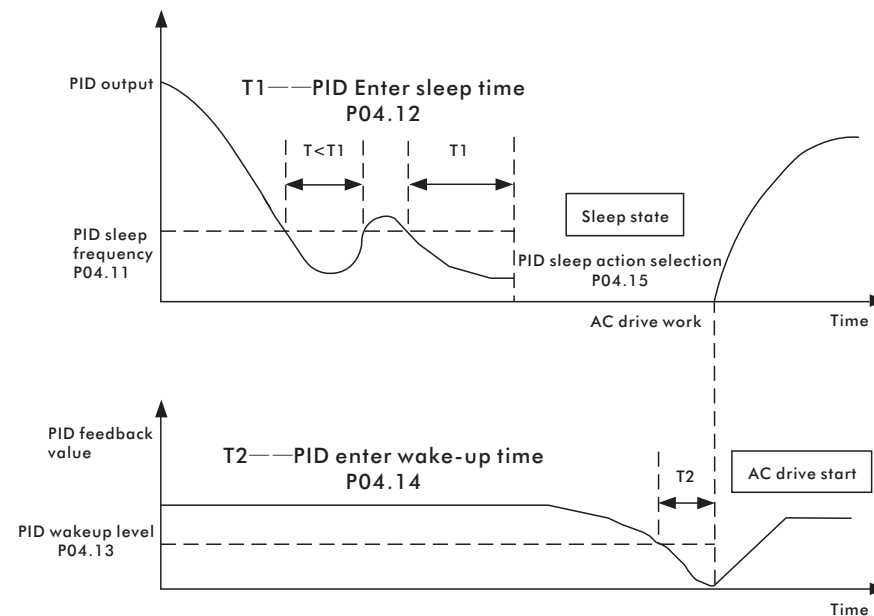 PID output
T1——PID Enter sleep time
P04.12
T<T1
T1
Sleep state
PID sleep
frequency
P04.11
PID sleep action selection
P04.15
AC drive work
Time
PID feedback
value
T2——PID enter wake-up time
P04.14
T2
AC drive start
PID wakeup level
P04.13
Time